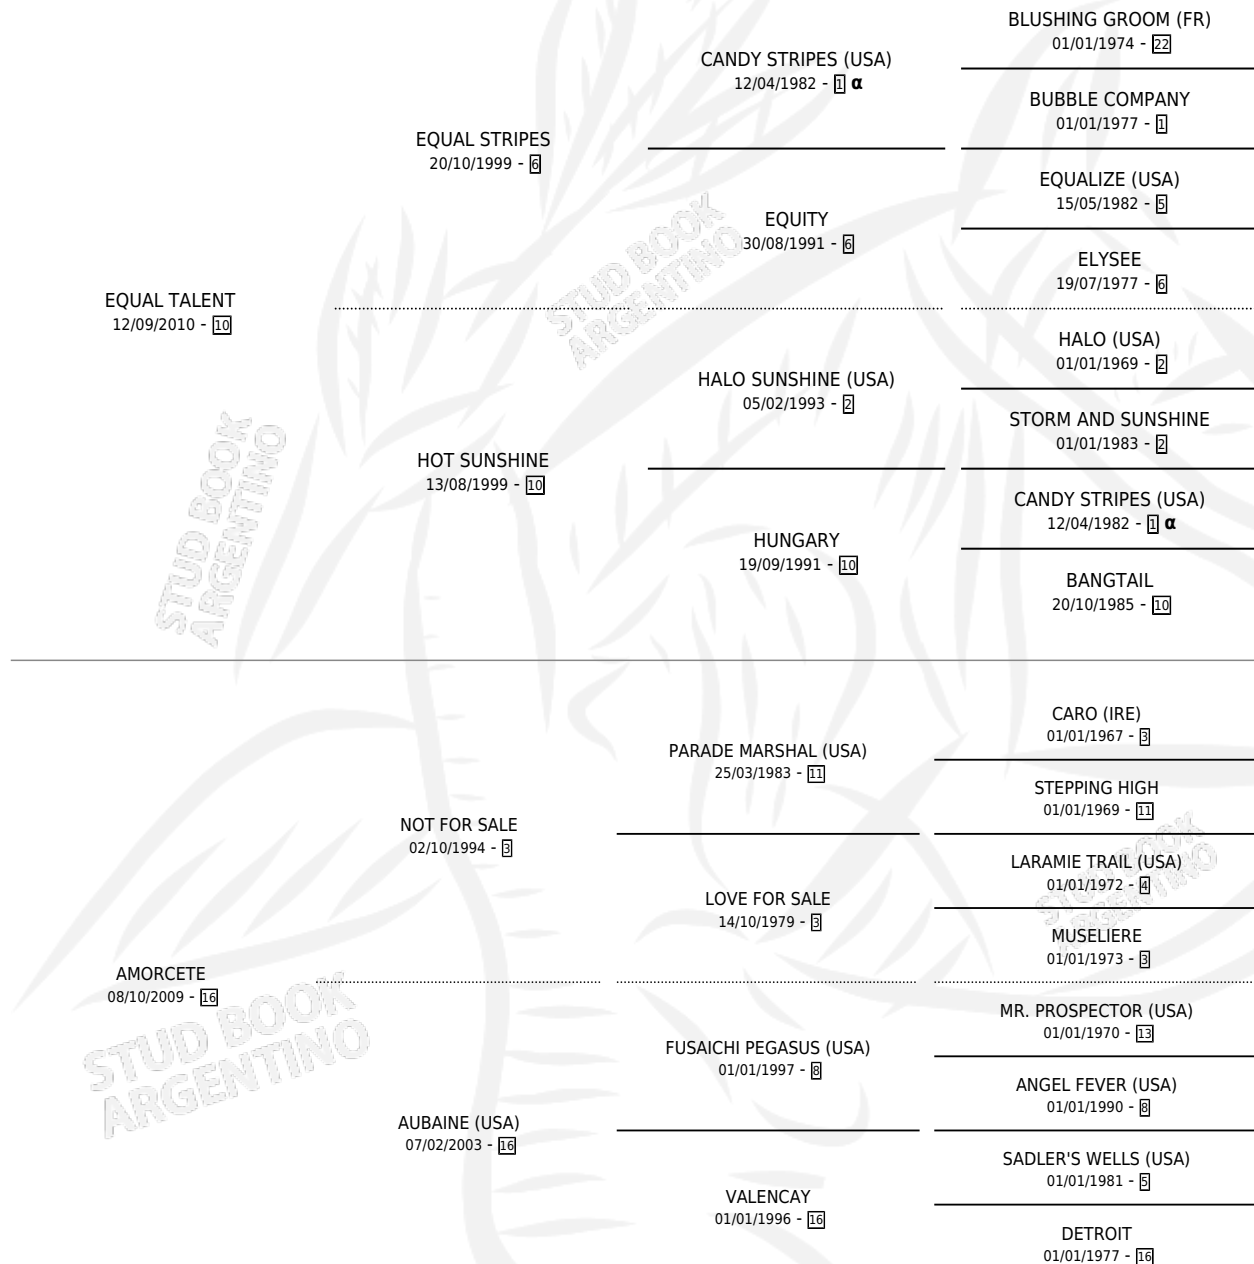 BLUSHING GROOM (FR)
01/01/1974 - 22
CANDY STRIPES (USA)
12/04/1982 - 1 α
BUBBLE COMPANY
01/01/1977 - 1
EQUAL STRIPES
20/10/1999 - 6
EQUALIZE (USA)
15/05/1982 - 5
EQUITY
30/08/1991 - 6
ELYSEE
19/07/1977 - 6
EQUAL TALENT
12/09/2010 - 10
HALO (USA)
01/01/1969 - 2
HALO SUNSHINE (USA)
05/02/1993 - 2
STORM AND SUNSHINE
01/01/1983 - 2
HOT SUNSHINE
13/08/1999 - 10
CANDY STRIPES (USA)
12/04/1982 - 1 α
HUNGARY
19/09/1991 - 10
BANGTAIL
20/10/1985 - 10
CARO (IRE)
01/01/1967 - 3
PARADE MARSHAL (USA)
25/03/1983 - 11
STEPPING HIGH
01/01/1969 - 11
NOT FOR SALE
02/10/1994 - 3
LARAMIE TRAIL (USA)
01/01/1972 - 4
LOVE FOR SALE
14/10/1979 - 3
MUSELIERE
01/01/1973 - 3
AMORCETE
08/10/2009 - 16
MR. PROSPECTOR (USA)
01/01/1970 - 13
FUSAICHI PEGASUS (USA)
01/01/1997 - 8
ANGEL FEVER (USA)
01/01/1990 - 8
AUBAINE (USA)
07/02/2003 - 16
SADLER'S WELLS (USA)
01/01/1981 - 5
VALENCAY
01/01/1996 - 16
DETROIT
01/01/1977 - 16
STUD BOOK
ARGENTINO
STUD BOOK
ARGENTINO
STUD BOOK
ARGENTINO
STUD BOOK
ARGENTINO